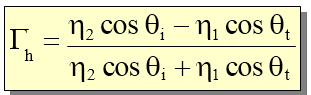 Γh = (η2 cos θi − η1 cos θt) / (η2 cos θi + η1 cos θt)